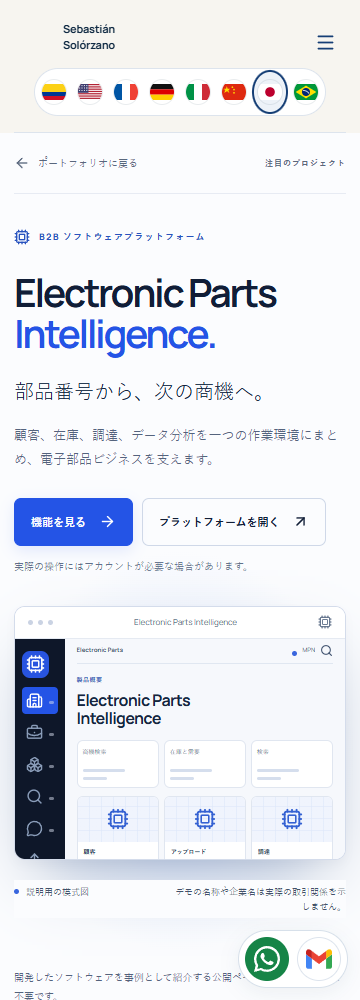 Sebastián
Solórzano
ポートフォリオに戻る
注目のプロジェクト
B2B ソフトウェアプラットフォーム
Electronic Parts
Intelligence.
部品番号から、次の商機へ。
顧客、在庫、調達、データ分析を一つの作業環境にまと
め、電子部品ビジネスを支えます。
機能を見る
プラットフォームを開く
実際の操作にはアカウントが必要な場合があります。
Electronic Parts Intelligence
Electronic Parts
MPN
製品概要
Electronic Parts
Intelligence
商機検索
在庫と需要
検索
顧客
アップロード
調達
説明用の模式図
デモの名称や企業名は実際の取引関係を示
しません。
開発したソフトウェアを事例として紹介する公開ペー
不要です。